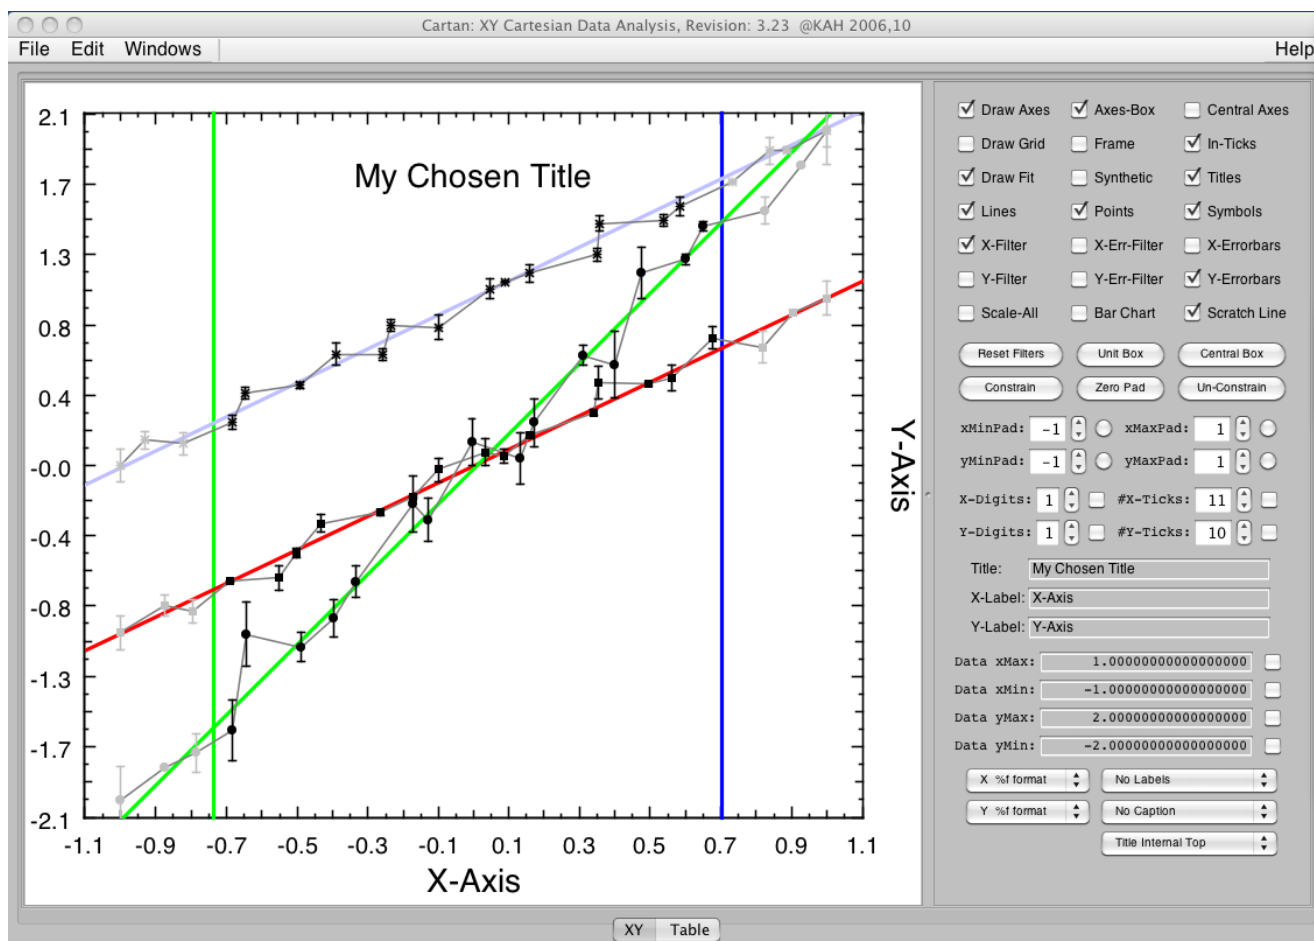 Cartan: XY Cartesian Data Analysis, Revision: 3.23 @KAH 2006,10
File Edit Windows Help
My Chosen Title
2.1
1.7
1.3
0.8
0.4
-0.0
-0.4
-0.8
-1.3
-1.7
-2.1
-1.1 -0.9 -0.7 -0.5 -0.3 -0.1 0.1 0.3 0.5 0.7 0.9 1.1
X-Axis
Y-Axis
Draw Axes Axes-Box Central Axes
Draw Grid Frame In-Ticks
Draw Fit Synthetic Titles
Lines Points Symbols
X-Filter X-Err-Filter X-Errorbars
Y-Filter Y-Err-Filter Y-Errorbars
Scale-All Bar Chart Scratch Line
Reset Filters Unit Box Central Box
Constrain Zero Pad Un-Constrain
xMinPad: -1 xMaxPad: 1
yMinPad: -1 yMaxPad: 1
X-Digits: 1 #X-Ticks: 11
Y-Digits: 1 #Y-Ticks: 10
Title: My Chosen Title
X-Label: X-Axis
Y-Label: Y-Axis
Data xMax: 1.00000000000000000
Data xMin: -1.00000000000000000
Data yMax: 2.00000000000000000
Data yMin: -2.00000000000000000
X %f format No Labels
Y %f format No Caption
Title Internal Top
XY Table